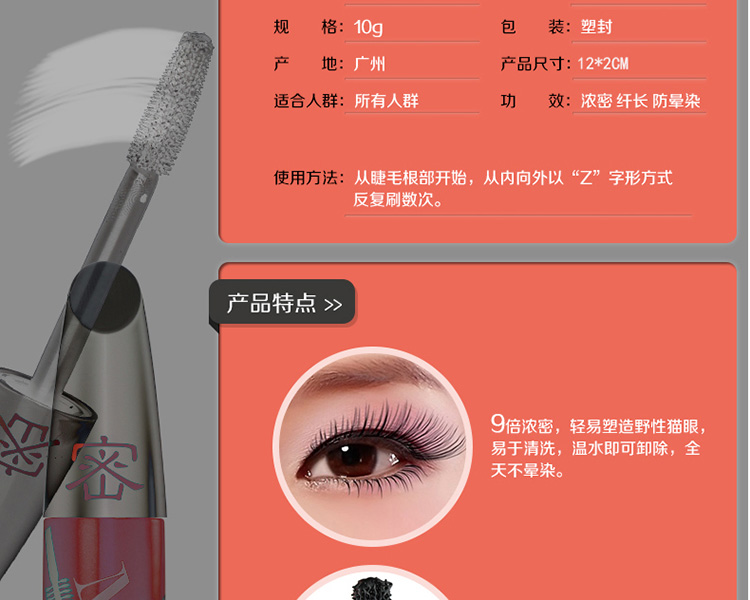 规 格： 10g
包 装： 塑封
产 地： 广州
产品尺寸： 12*2CM
适合人群： 所有人群
功 效： 浓密 纤长 防晕染
使用方法： 从睫毛根部开始，从内向外以“Z”字形方式
反复刷数次。
产品特点 >>
9倍浓密，轻易塑造野性猫眼，
易于清洗，温水即可卸除，全
天不晕染。
密